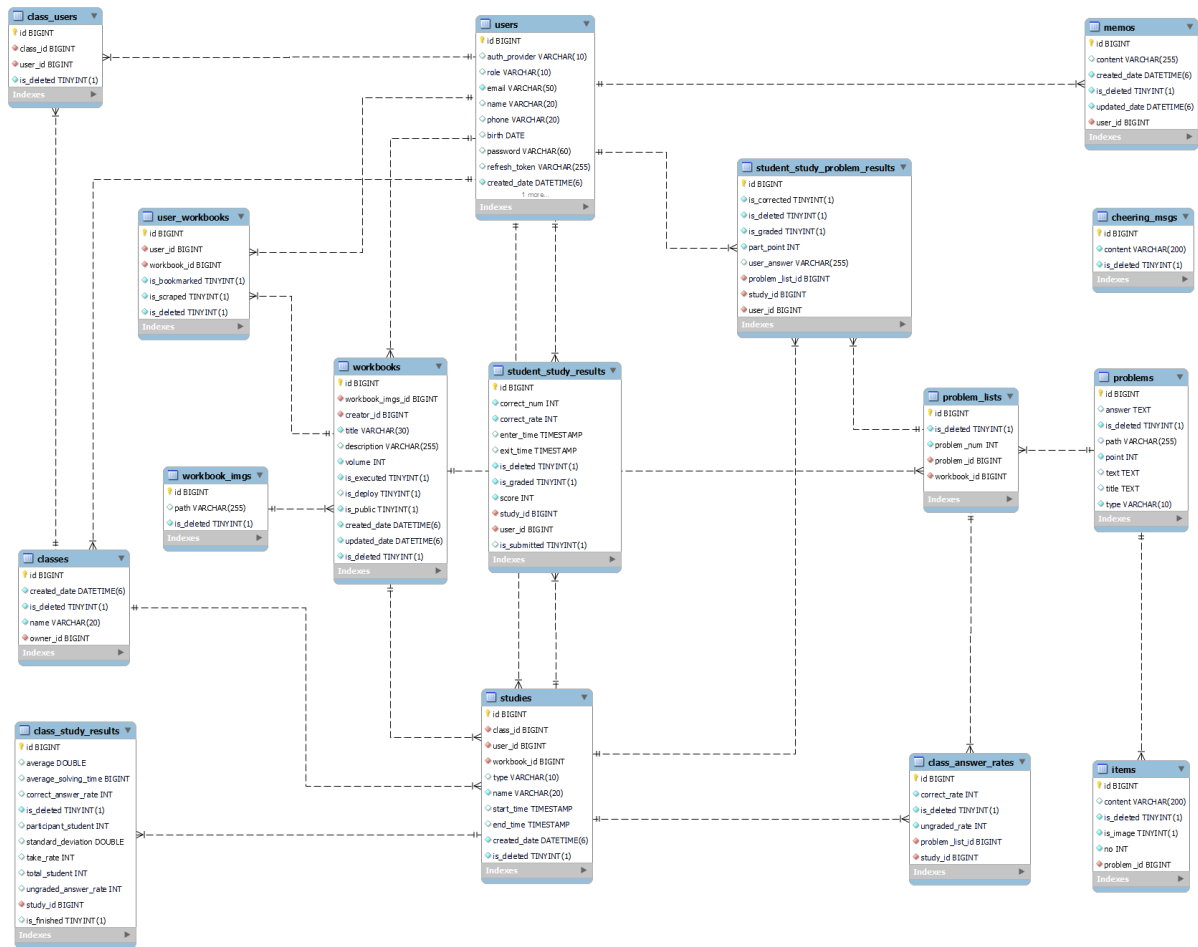 class_users
id BIGINT
class_id BIGINT
user_id BIGINT
is_deleted TINYINT(1)
Indexes
users
id BIGINT
auth_provider VARCHAR(10)
role VARCHAR(10)
email VARCHAR(50)
name VARCHAR(20)
phone VARCHAR(20)
birth DATE
password VARCHAR(60)
refresh_token VARCHAR(255)
created_date DATETIME(6)
1 more...
Indexes
memos
id BIGINT
content VARCHAR(255)
created_date DATETIME(6)
is_deleted TINYINT(1)
updated_date DATETIME(6)
user_id BIGINT
Indexes
student_study_problem_results
id BIGINT
is_corrected TINYINT(1)
is_deleted TINYINT(1)
is_graded TINYINT(1)
part_point INT
user_answer VARCHAR(255)
problem_list_id BIGINT
study_id BIGINT
user_id BIGINT
Indexes
user_workbooks
id BIGINT
user_id BIGINT
workbook_id BIGINT
is_bookmarked TINYINT(1)
is_scraped TINYINT(1)
is_deleted TINYINT(1)
Indexes
cheering_msgs
id BIGINT
content VARCHAR(200)
is_deleted TINYINT(1)
Indexes
workbooks
id BIGINT
workbook_imgs_id BIGINT
creator_id BIGINT
title VARCHAR(30)
description VARCHAR(255)
volume INT
is_executed TINYINT(1)
is_deploy TINYINT(1)
is_public TINYINT(1)
created_date DATETIME(6)
updated_date DATETIME(6)
is_deleted TINYINT(1)
Indexes
student_study_results
id BIGINT
correct_num INT
correct_rate INT
enter_time TIMESTAMP
exit_time TIMESTAMP
is_deleted TINYINT(1)
is_graded TINYINT(1)
score INT
study_id BIGINT
user_id BIGINT
is_submitted TINYINT(1)
Indexes
problem_lists
id BIGINT
is_deleted TINYINT(1)
problem_num INT
problem_id BIGINT
workbook_id BIGINT
Indexes
problems
id BIGINT
answer TEXT
is_deleted TINYINT(1)
path VARCHAR(255)
point INT
text TEXT
title TEXT
type VARCHAR(10)
Indexes
workbook_imgs
id BIGINT
path VARCHAR(255)
is_deleted TINYINT(1)
Indexes
classes
id BIGINT
created_date DATETIME(6)
is_deleted TINYINT(1)
name VARCHAR(20)
owner_id BIGINT
Indexes
class_study_results
id BIGINT
average DOUBLE
average_solving_time BIGINT
correct_answer_rate INT
is_deleted TINYINT(1)
participant_student INT
standard_deviation DOUBLE
take_rate INT
total_student INT
ungraded_answer_rate INT
study_id BIGINT
is_finished TINYINT(1)
Indexes
studies
id BIGINT
class_id BIGINT
user_id BIGINT
workbook_id BIGINT
type VARCHAR(10)
name VARCHAR(20)
start_time TIMESTAMP
end_time TIMESTAMP
created_date DATETIME(6)
is_deleted TINYINT(1)
Indexes
class_answer_rates
id BIGINT
correct_rate INT
is_deleted TINYINT(1)
ungraded_rate INT
problem_list_id BIGINT
study_id BIGINT
Indexes
items
id BIGINT
content VARCHAR(200)
is_deleted TINYINT(1)
is_image TINYINT(1)
no INT
problem_id BIGINT
Indexes